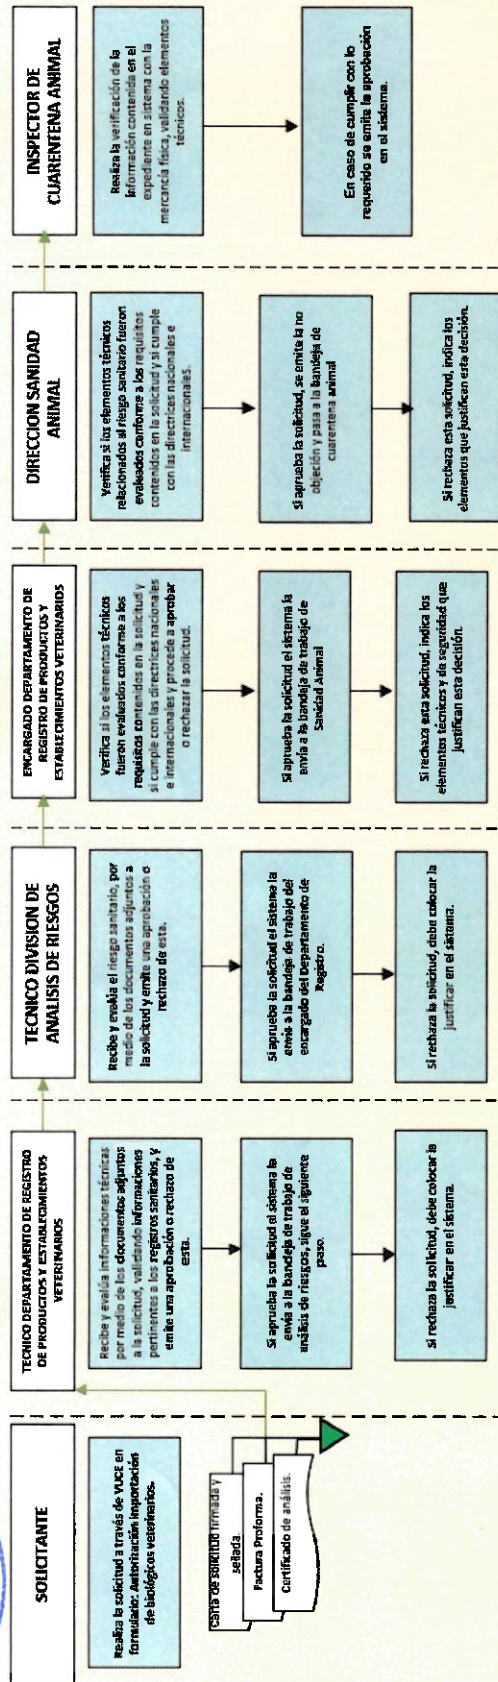 SOLICITANTE
Realiza la solicitud a través de VUCE en
formulario: Autorización importación
de biológicos veterinarios.
Carta de solicitud firmada y
sellada.
Factura Proforma.
Certificado de análisis.
TECNICO DEPARTAMENTO DE REGISTRO
DE PRODUCTOS Y ESTABLECIMIENTOS
VETERINARIOS
Recibe y evalúa informaciones técnicas
por medio de los documentos adjuntos
a la solicitud, validando informaciones
pertinentes a los registros sanitarios, y
emite una aprobación o rechazo de
esta.
Si aprueba la solicitud el sistema la
envía a la bandeja de trabajo de
análisis de riesgos, sigue el siguiente
paso.
Si rechaza la solicitud, debe colocar la
justificar en el sistema.
TECNICO DIVISION DE
ANALISIS DE RIESGOS
Recibe y evalúa el riesgo sanitario, por
medio de los documentos adjuntos a
la solicitud y emite una aprobación o
rechazo de esta.
Si aprueba la solicitud el sistema la
envía a la bandeja de trabajo del
encargado del Departamento de
Registro.
Si rechaza la solicitud, debe colocar la
justificar en el sistema.
ENCARGADO DEPARTAMENTO DE
REGISTRO DE PRODUCTOS Y
ESTABLECIMIENTOS VETERINARIOS
Verifica si los elementos técnicos
fueron evaluados conforme a los
requisitos contenidos en la solicitud y
si cumple con las directrices nacionales
e internacionales y procede a aprobar
o rechazar la solicitud.
Si aprueba la solicitud el sistema la
envía a la bandeja de trabajo de
Sanidad Animal
Si rechaza esta solicitud, indica los
elementos técnicos y de seguridad que
justifican esta decisión.
DIRECCION SANIDAD
ANIMAL
Verifica si los elementos técnicos
relacionados al riesgo sanitario fueron
evaluados conforme a los requisitos
contenidos en la solicitud y si cumple
con las directrices nacionales e
internacionales.
Si aprueba la solicitud, se emite la no
objeción y pasa a la bandeja de
cuarentena animal
Si rechaza esta solicitud, indica los
elementos que justifican esta decisión.
INSPECTOR DE
CUARENTENA ANIMAL
Realiza la verificación de la
información contenida en el
expediente en sistema con la
mercancía física, validando elementos
técnicos.
En caso de cumplir con lo
requerido se emite la aprobación
en el sistema.